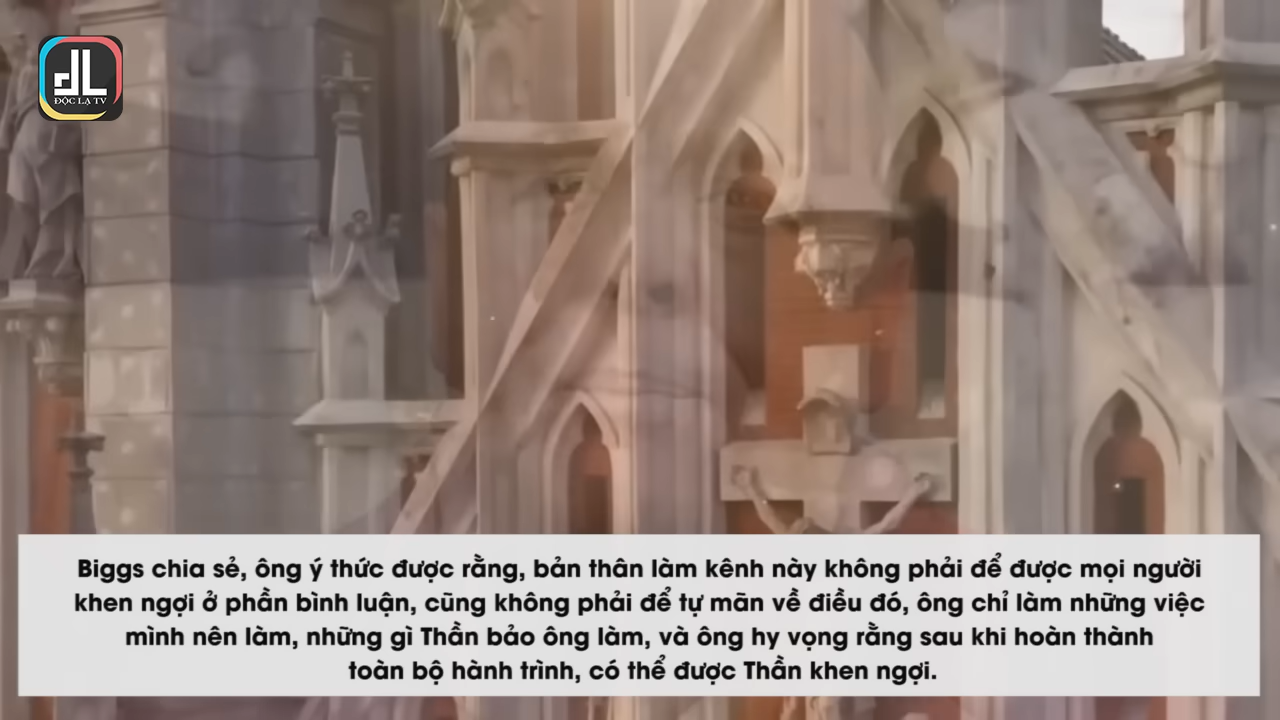 ĐỘC LẠ TV
Biggs chia sẻ, ông ý thức được rằng, bản thân làm kênh này không phải để được mọi người
khen ngợi ở phần bình luận, cũng không phải để tự mãn về điều đó, ông chỉ làm những việc
mình nên làm, những gì Thần bảo ông làm, và ông hy vọng rằng sau khi hoàn thành
toàn bộ hành trình, có thể được Thần khen ngợi.